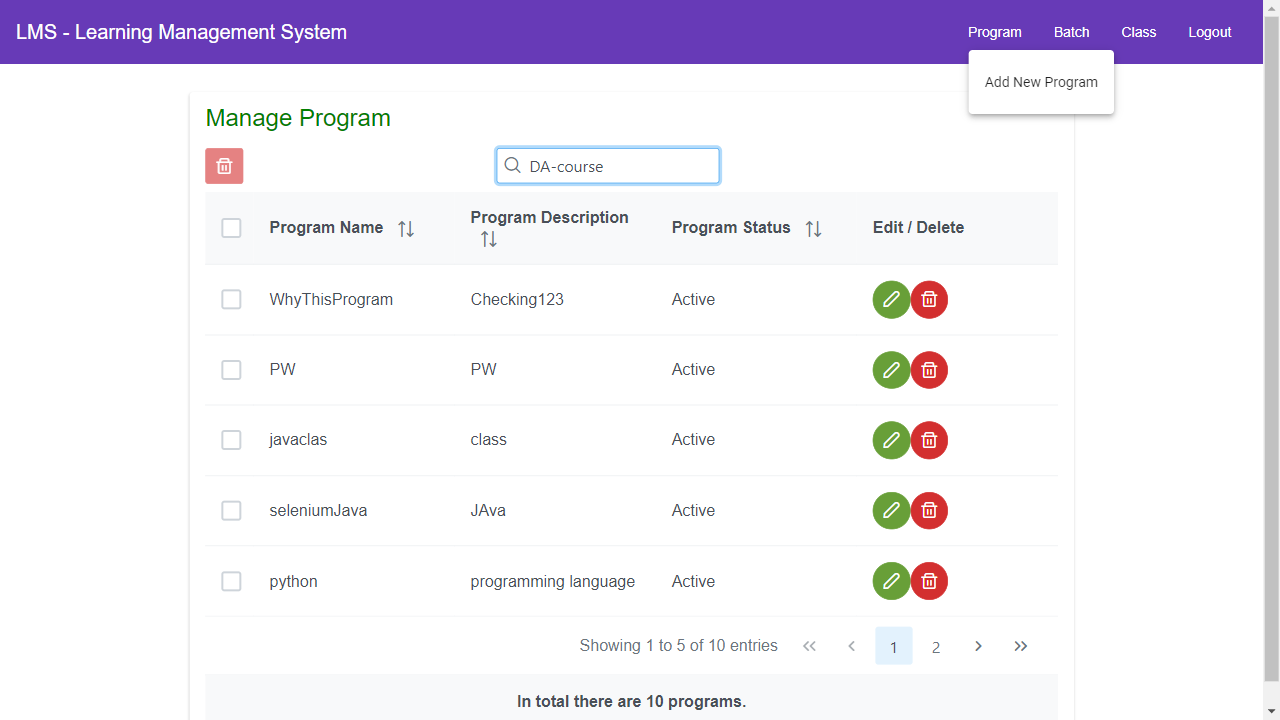 LMS - Learning Management System
Program Batch Class Logout
Add New Program
Manage Program
DA-course
Program Name Program Description Program Status Edit / Delete
WhyThisProgram Checking123 Active
PW PW Active
javaclas class Active
seleniumJava JAva Active
python programming language Active
Showing 1 to 5 of 10 entries 1 2
In total there are 10 programs.